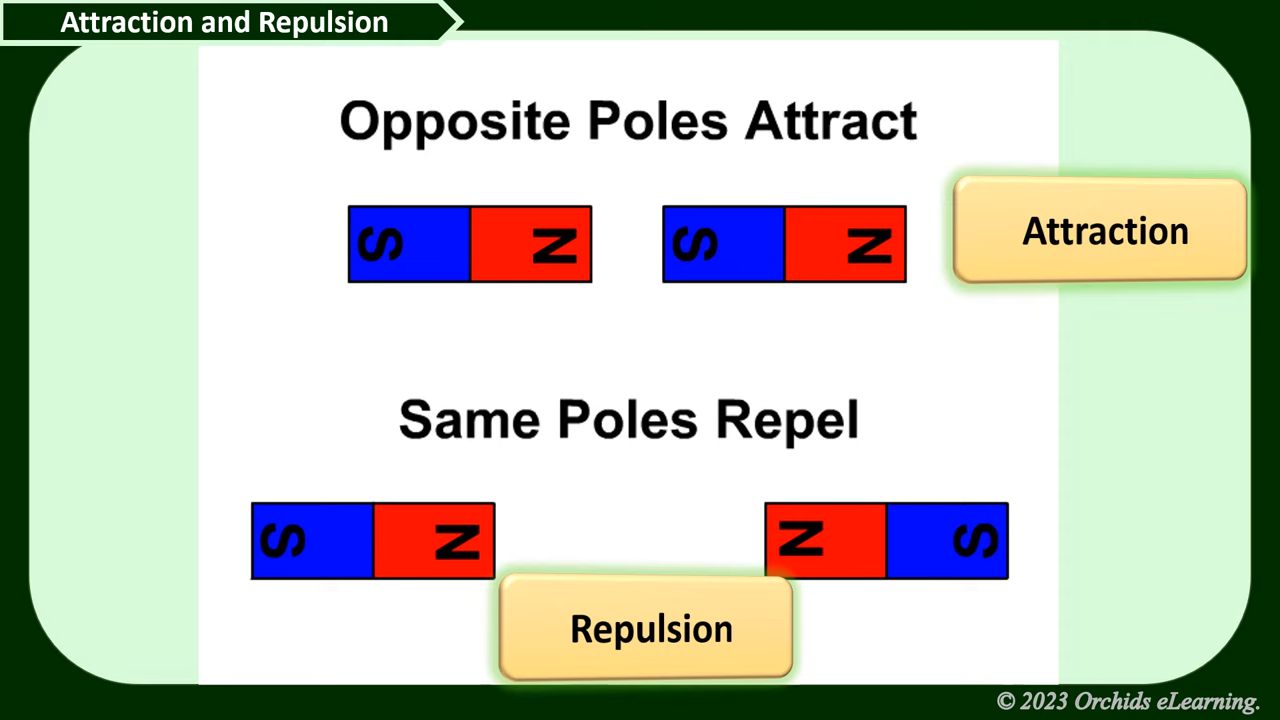 Attraction and Repulsion
Opposite Poles Attract
S N S N
Attraction
Same Poles Repel
S N N S
Repulsion
© 2023 Orchids eLearning.